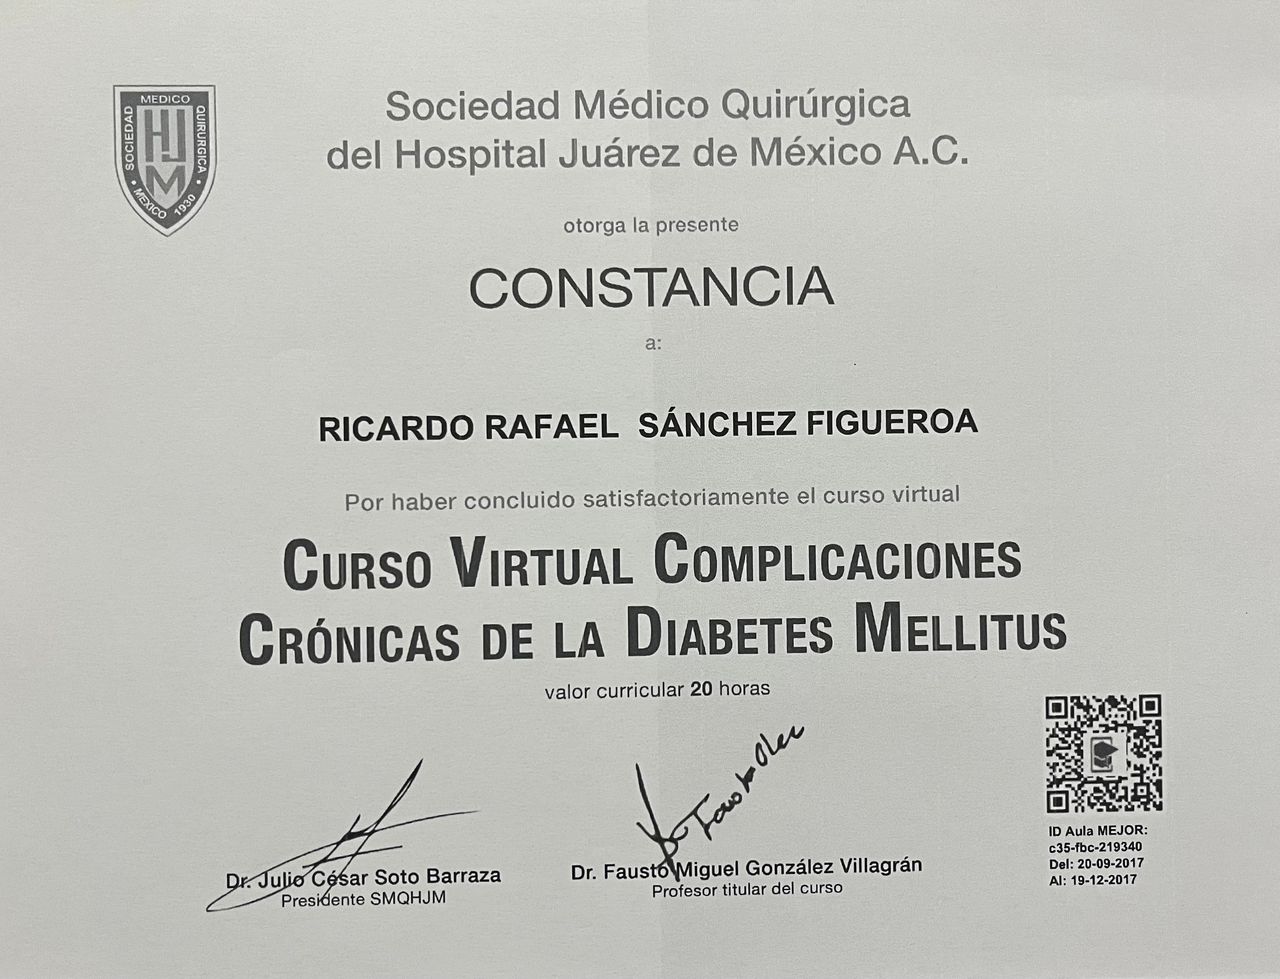 SOCIEDAD MEDICO QUIRURGICA
HJM
• MEXICO 1930 •
Sociedad Médico Quirúrgica
del Hospital Juárez de México A.C.
otorga la presente
CONSTANCIA
a:
RICARDO RAFAEL SÁNCHEZ FIGUEROA
Por haber concluido satisfactoriamente el curso virtual
CURSO VIRTUAL COMPLICACIONES
CRÓNICAS DE LA DIABETES MELLITUS
valor curricular 20 horas
Dr. Julio César Soto Barraza
Presidente SMQHJM
Dr. Fausto Miguel González Villagrán
Profesor titular del curso
ID Aula MEJOR:
c35-fbc-219340
Del: 20-09-2017
Al: 19-12-2017